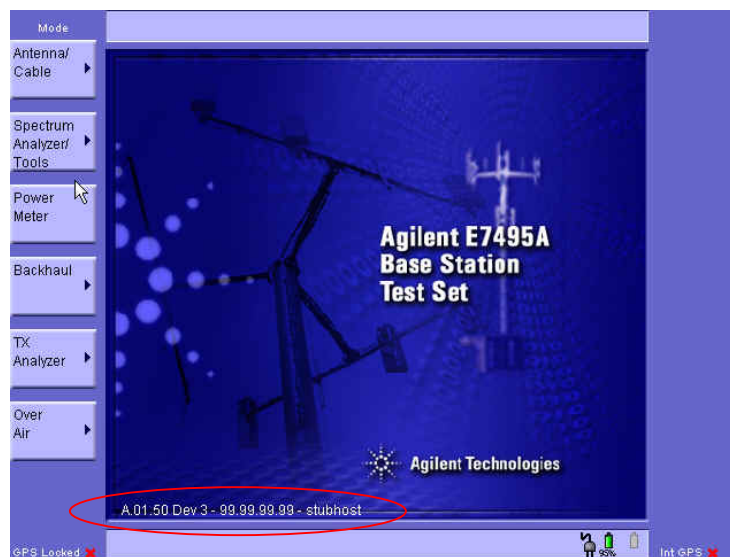 Mode
Antenna/
Cable
Spectrum
Analyzer/
Tools
Power
Meter
Backhaul
TX
Analyzer
Over
Air
Agilent E7495A
Base Station
Test Set
Agilent Technologies
A.01.50 Dev 3 - 99.99.99.99 - stubhost
GPS Locked
95%
Int GPS